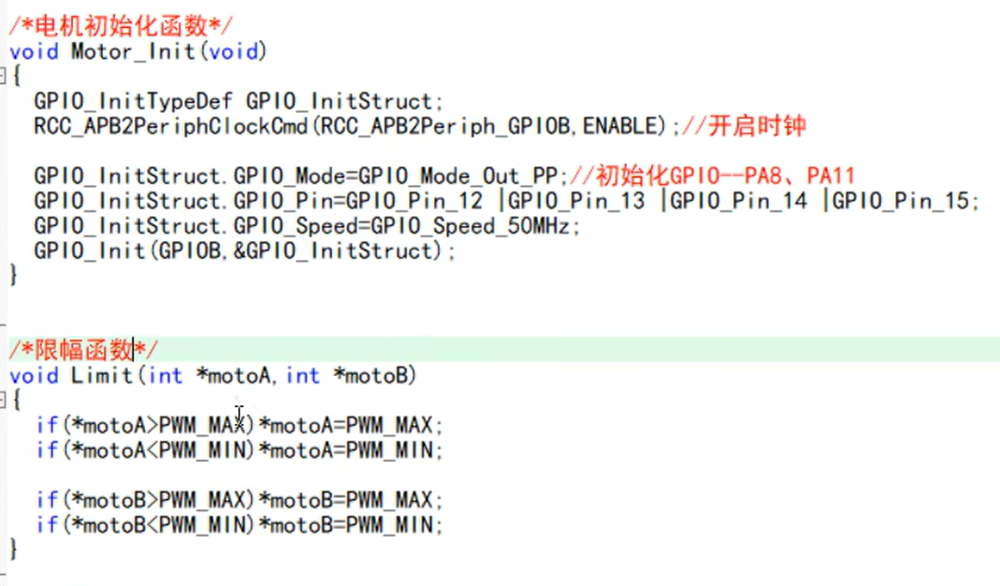 /*电机初始化函数*/
void Motor_Init(void)
{
GPIO_InitTypeDef GPIO_InitStruct;
RCC_APB2PeriphClockCmd(RCC_APB2Periph_GPIOB,ENABLE);//开启时钟
GPIO_InitStruct.GPIO_Mode=GPIO_Mode_Out_PP;//初始化GPIO--PA8、PA11
GPIO_InitStruct.GPIO_Pin=GPIO_Pin_12 |GPIO_Pin_13 |GPIO_Pin_14 |GPIO_Pin_15;
GPIO_InitStruct.GPIO_Speed=GPIO_Speed_50MHz;
GPIO_Init(GPIOB,&GPIO_InitStruct);
}
/*限幅函数*/
void Limit(int *motoA,int *motoB)
{
if(*motoA>PWM_MAX)*motoA=PWM_MAX;
if(*motoA<PWM_MIN)*motoA=PWM_MIN;
if(*motoB>PWM_MAX)*motoB=PWM_MAX;
if(*motoB<PWM_MIN)*motoB=PWM_MIN;
}